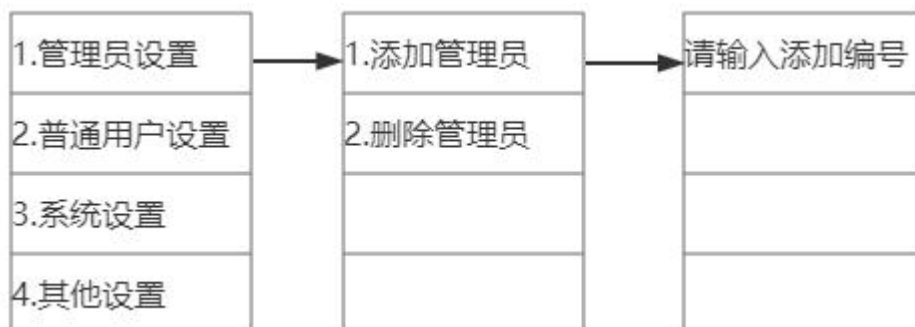 1.管理员设置
2.普通用户设置
3.系统设置
4.其他设置
1.添加管理员
2.删除管理员
请输入添加编号